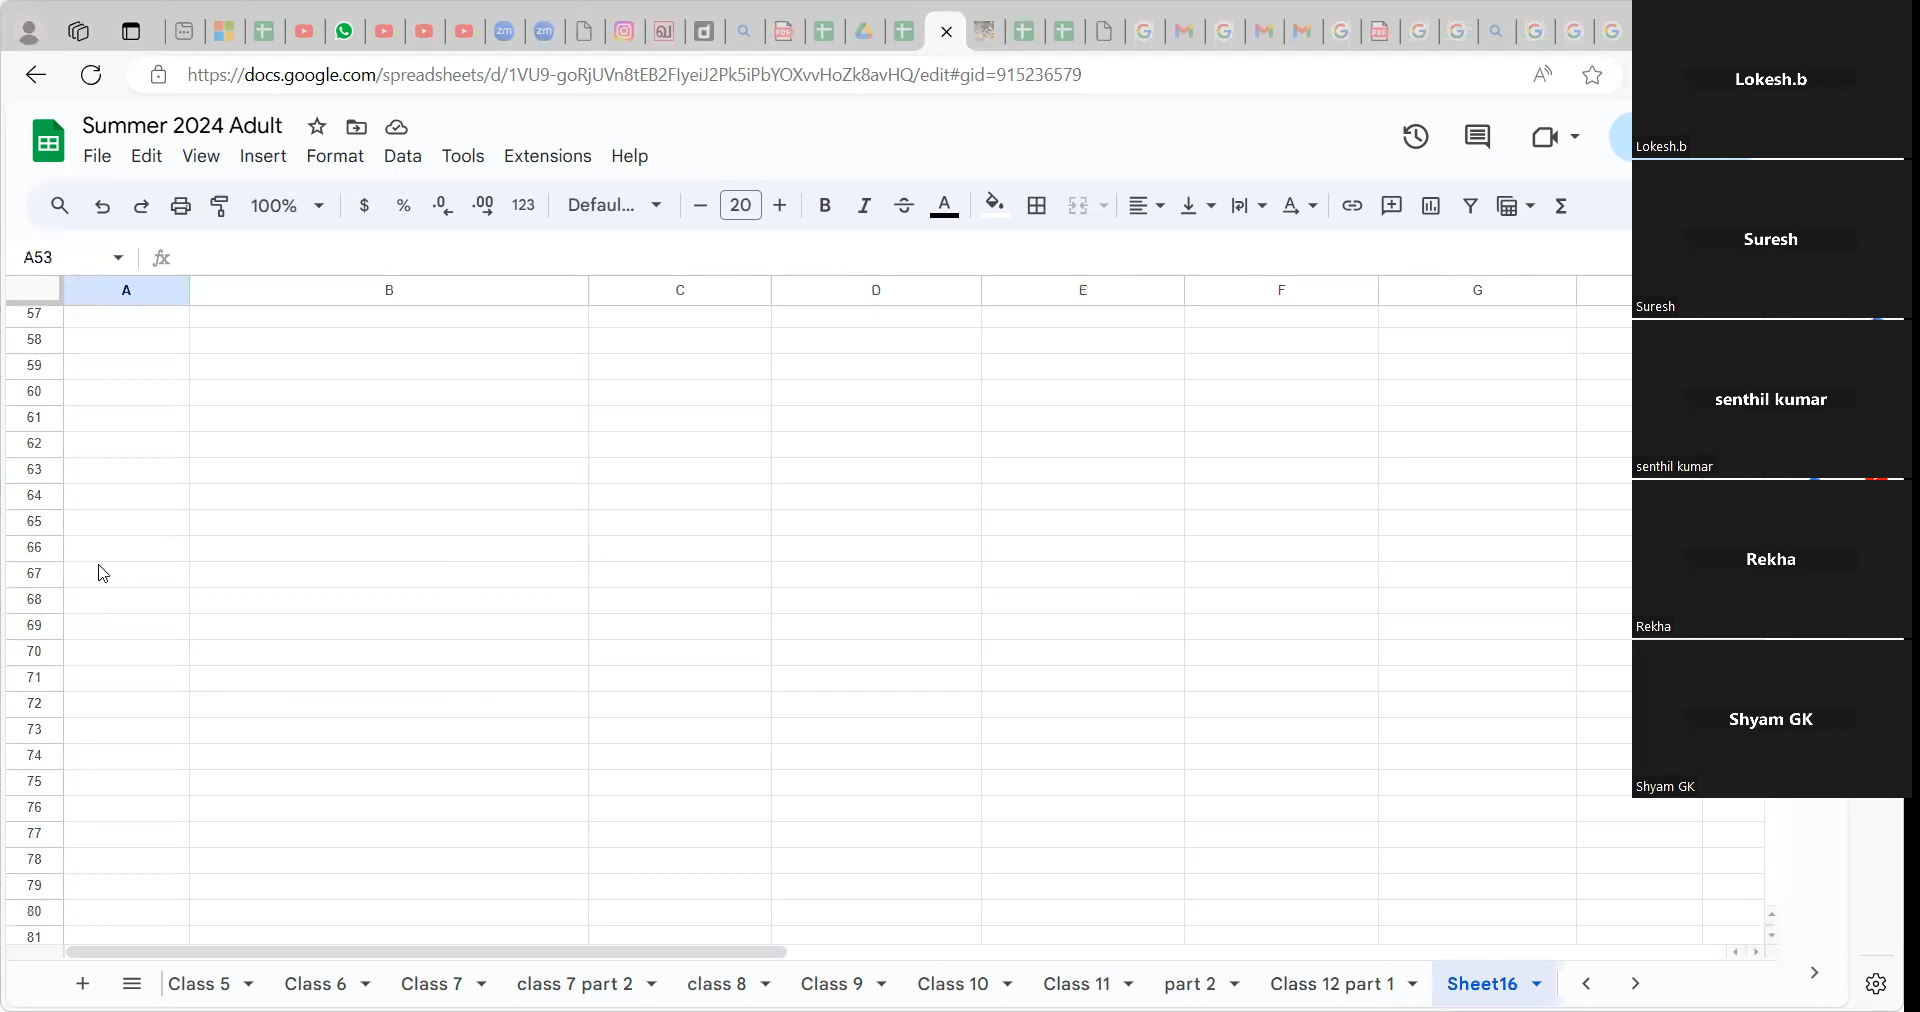 https://docs.google.com/spreadsheets/d/1VU9-goRjUVn8tEB2FlyeiJ2Pk5iPbYOXvvHoZk8avHQ/edit#gid=915236579
Summer 2024 Adult
File Edit View Insert Format Data Tools Extensions Help
100% $ % .0 .00 123 Defaul... 20 B I A
A53 fx
A B C D E F G
57
58
59
60
61
62
63
64
65
66
67
68
69
70
71
72
73
74
75
76
77
78
79
80
81
Class 5 Class 6 Class 7 class 7 part 2 class 8 Class 9 Class 10 Class 11 part 2 Class 12 part 1 Sheet16
Lokesh.b
Lokesh.b
Suresh
Suresh
senthil kumar
senthil kumar
Rekha
Rekha
Shyam GK
Shyam GK